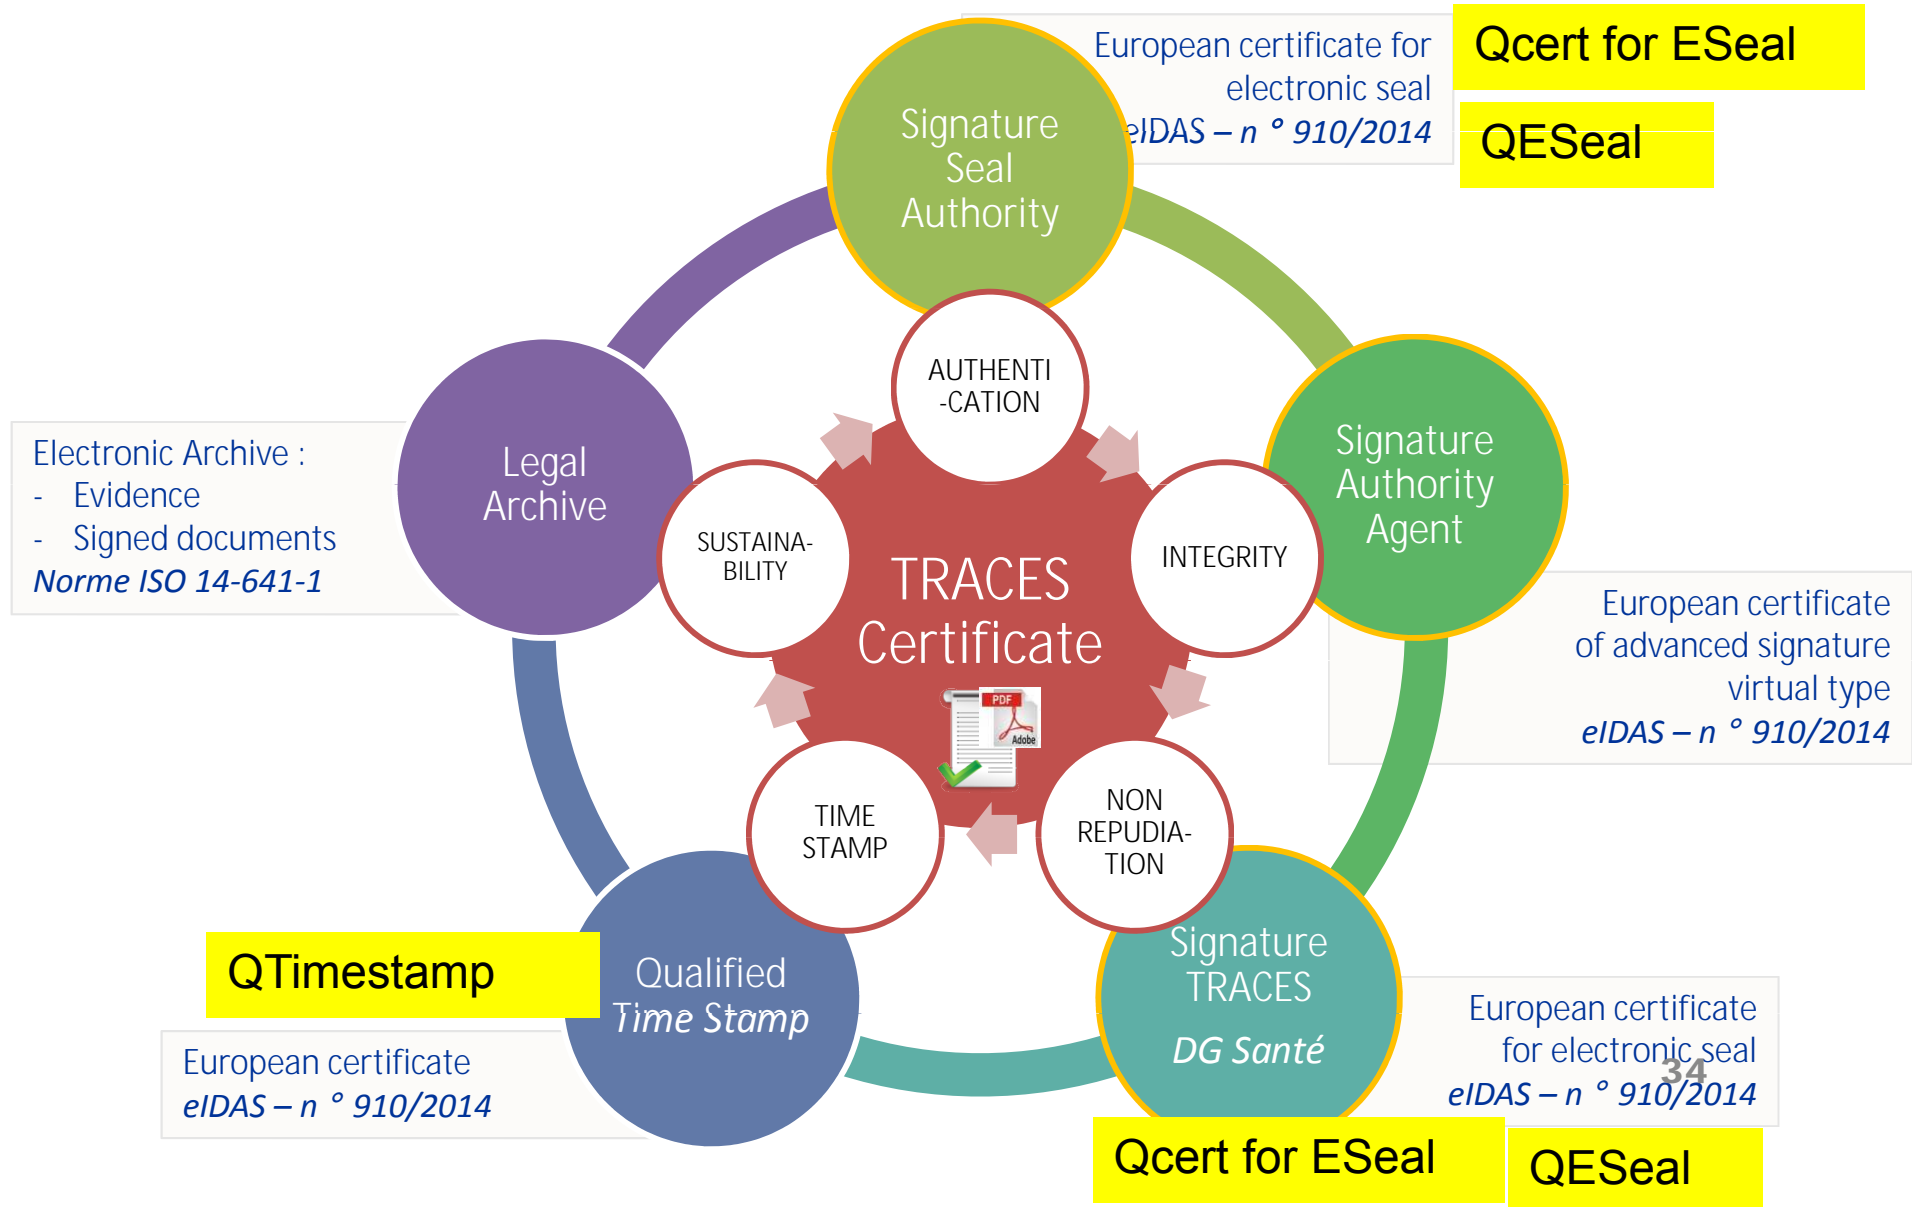 European certificate for
electronic seal
eIDAS – n ° 910/2014
Qcert for ESeal
QESeal
Signature
Seal
Authority
AUTHENTI
-CATION
Legal
Archive
Electronic Archive :
- Evidence
- Signed documents
Norme ISO 14-641-1
SUSTAINA-
BILITY
TRACES
Certificate
PDF
Adobe
INTEGRITY
Signature
Authority
Agent
European certificate
of advanced signature
virtual type
eIDAS – n ° 910/2014
TIME
STAMP
NON
REPUDIA-
TION
QTimestamp
Qualified
Time Stamp
European certificate
eIDAS – n ° 910/2014
Signature
TRACES
DG Santé
European certificate
for electronic seal
34
eIDAS – n ° 910/2014
Qcert for ESeal
QESeal